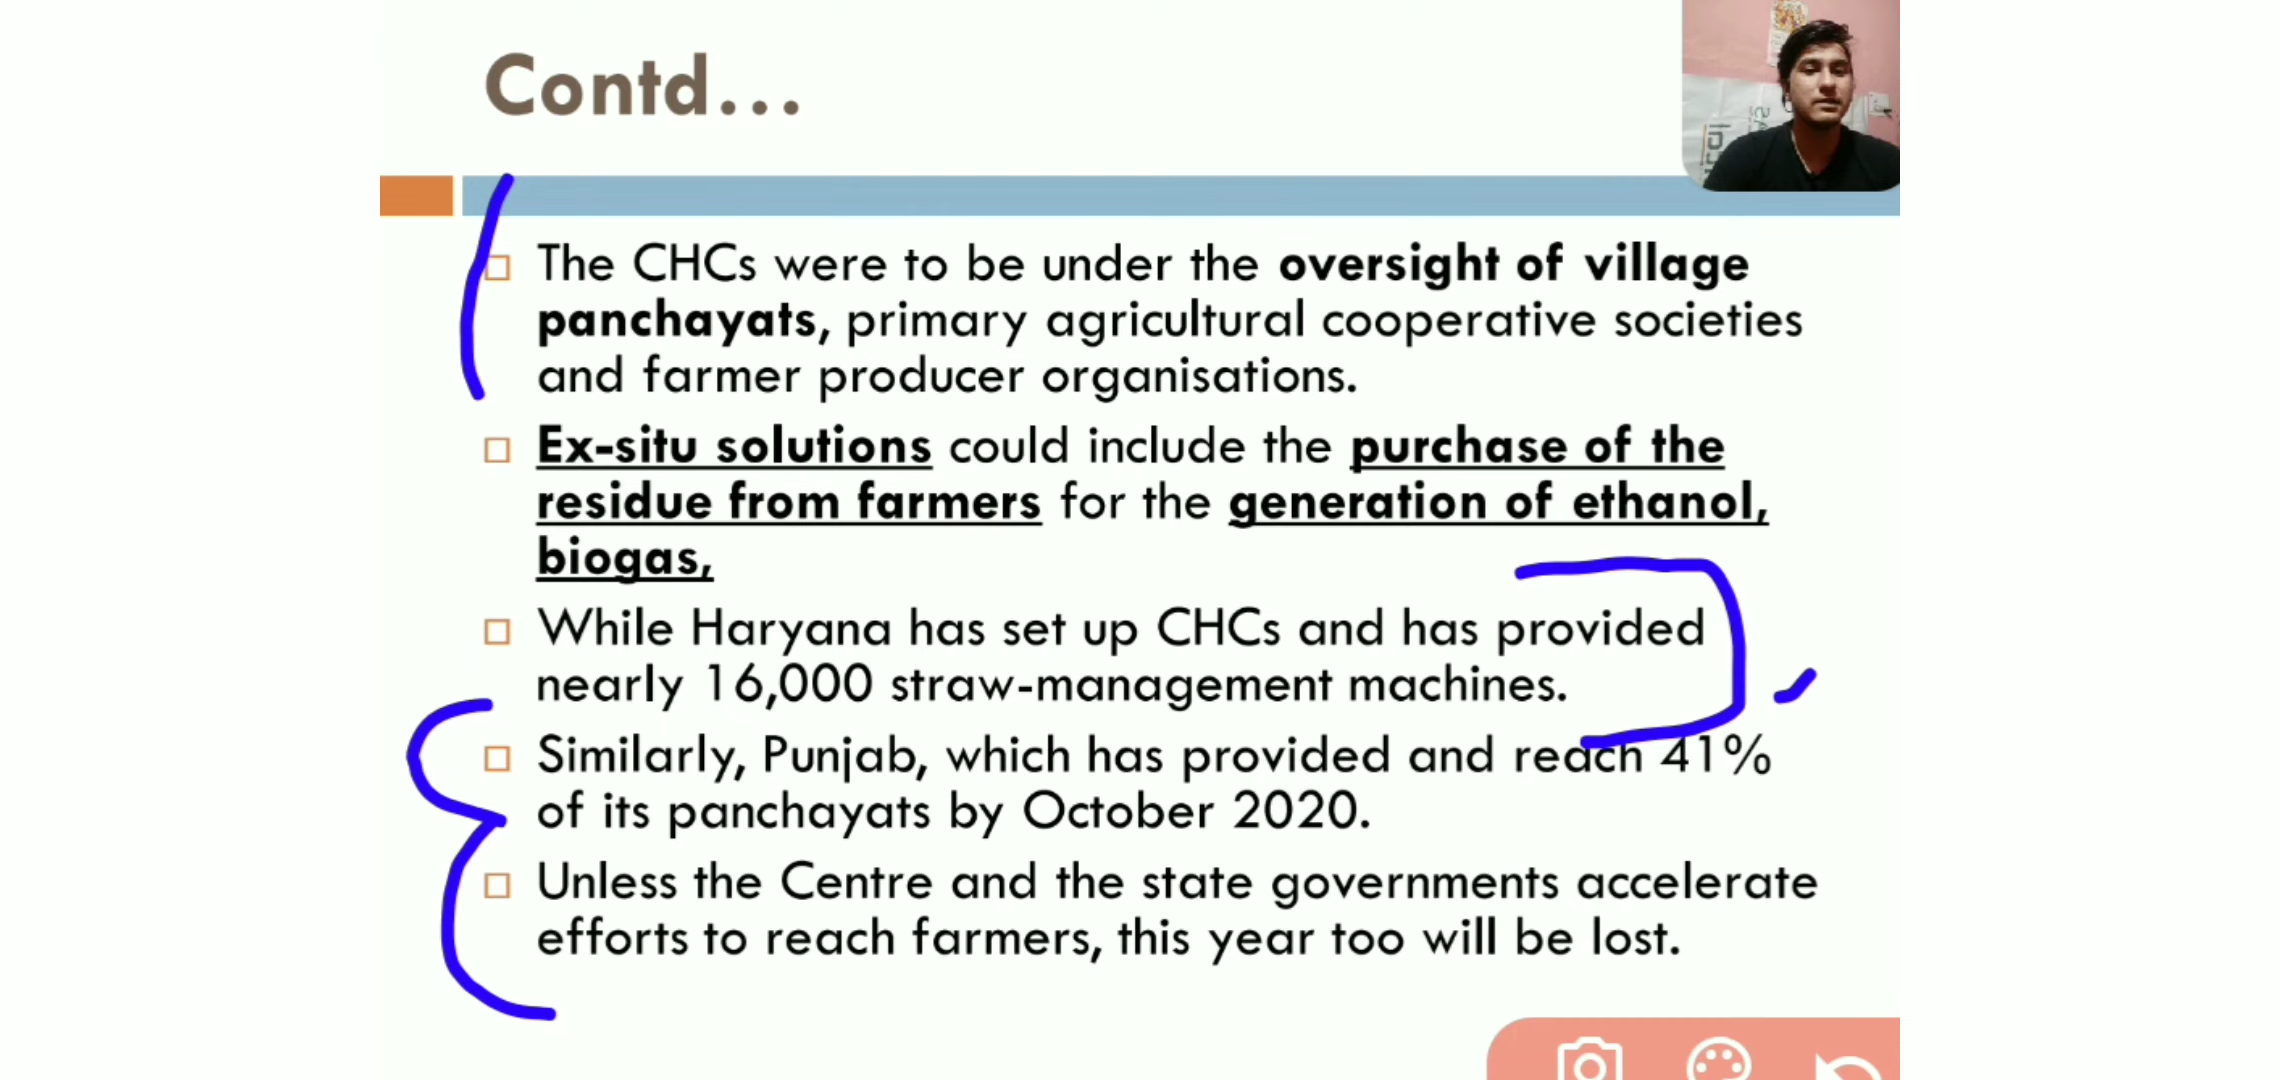 Contd...
The CHCs were to be under the oversight of village
panchayats, primary agricultural cooperative societies
and farmer producer organisations.
Ex-situ solutions could include the purchase of the
residue from farmers for the generation of ethanol,
biogas,
While Haryana has set up CHCs and has provided
nearly 16,000 straw-management machines.
Similarly, Punjab, which has provided and reach 41%
of its panchayats by October 2020.
Unless the Centre and the state governments accelerate
efforts to reach farmers, this year too will be lost.